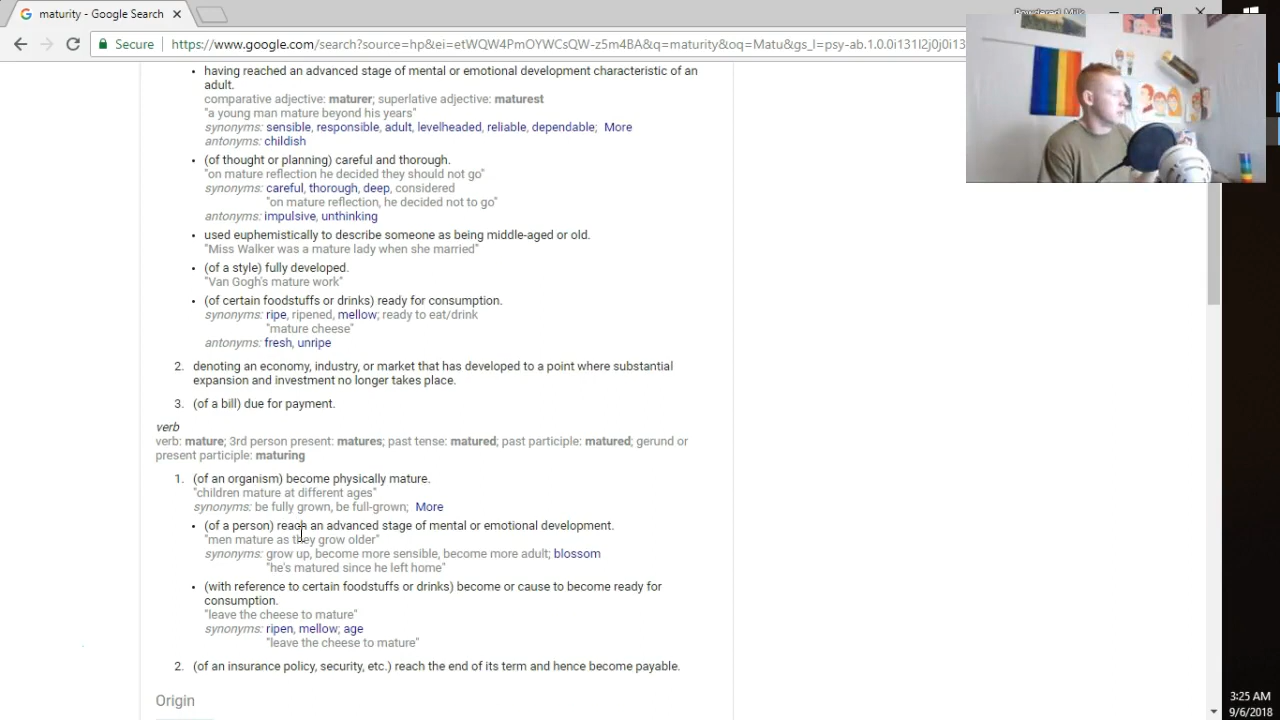 maturity - Google Search
Secure
https://www.google.com/search?source=hp&ei=etWQW4PmOYWCsQW-z5m4BA&q=maturity&oq=Matu&gs_l=psy-ab.1.0.0i131l2j0j0i13
having reached an advanced stage of mental or emotional development characteristic of an
adult.
comparative adjective: maturer; superlative adjective: maturest
"a young man mature beyond his years"
synonyms: sensible, responsible, adult, levelheaded, reliable, dependable; More
antonyms: childish
(of thought or planning) careful and thorough.
"on mature reflection he decided they should not go"
synonyms: careful, thorough, deep, considered
"on mature reflection, he decided not to go"
antonyms: impulsive, unthinking
used euphemistically to describe someone as being middle-aged or old.
"Miss Walker was a mature lady when she married"
(of a style) fully developed.
"Van Gogh's mature work"
(of certain foodstuffs or drinks) ready for consumption.
synonyms: ripe, ripened, mellow; ready to eat/drink
"mature cheese"
antonyms: fresh, unripe
2. denoting an economy, industry, or market that has developed to a point where substantial
expansion and investment no longer takes place.
3. (of a bill) due for payment.
verb
verb: mature; 3rd person present: matures; past tense: matured; past participle: matured; gerund or
present participle: maturing
1. (of an organism) become physically mature.
"children mature at different ages"
synonyms: be fully grown, be full-grown; More
(of a person) reach an advanced stage of mental or emotional development.
"men mature as they grow older"
synonyms: grow up, become more sensible, become more adult; blossom
"he's matured since he left home"
(with reference to certain foodstuffs or drinks) become or cause to become ready for
consumption.
"leave the cheese to mature"
synonyms: ripen, mellow; age
"leave the cheese to mature"
2. (of an insurance policy, security, etc.) reach the end of its term and hence become payable.
Origin
3:25 AM
9/6/2018